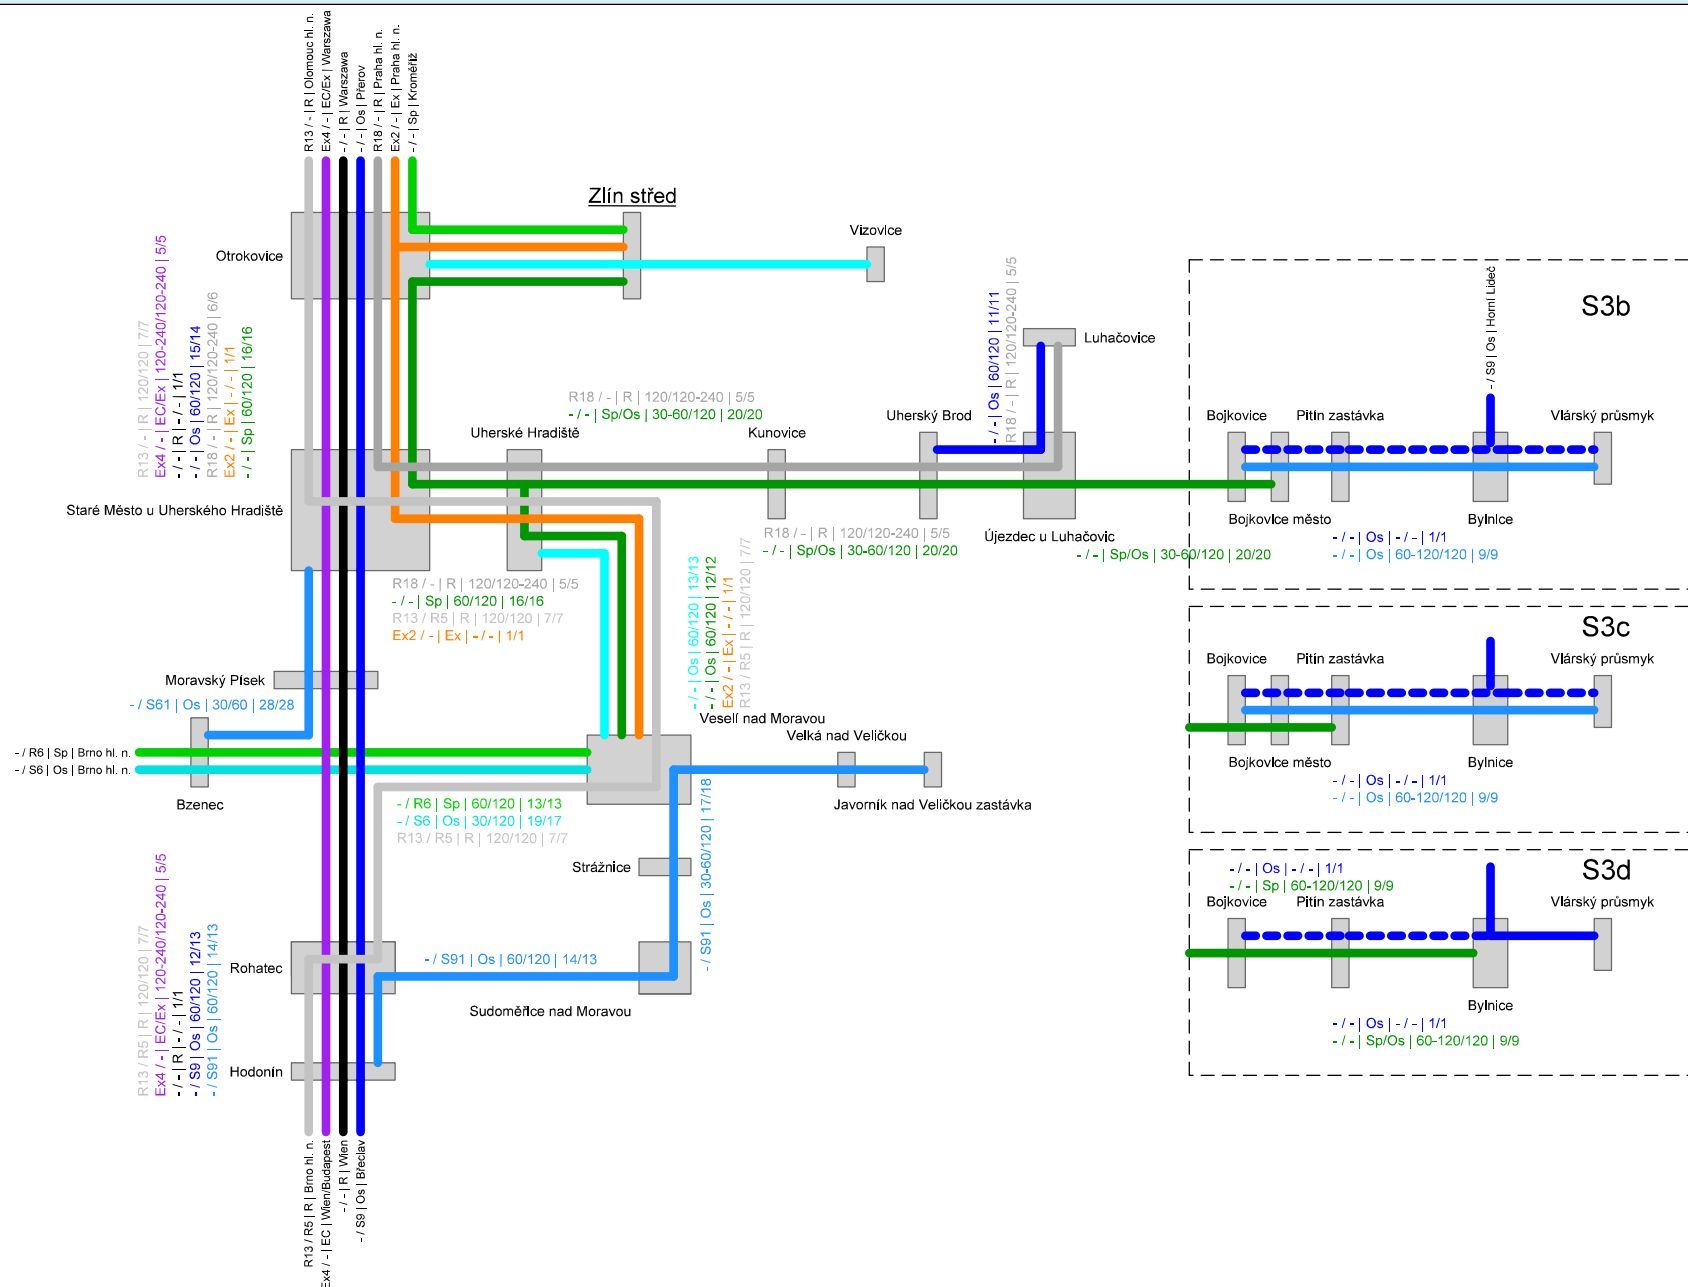 R13 / - | R | Olomouc hl. n.
Ex4 / - | EC/Ex | Warszawa
- / - | R | Warszawa
- / - | Os | Přerov
R18 / - | R | Praha hl. n.
Ex2 / - | Ex | Praha hl. n.
- / - | Sp | Kroměříž
Zlín střed
Otrokovice
Vizovice
R13 / - | R | 120/120 | 7/7
Ex4 / - | EC/Ex | 120-240/120-240 | 5/5
- / - | R | - / - | 1/1
- / - | Os | 60/120 | 15/14
R18 / - | R | 120/120-240 | 6/6
Ex2 / - | Ex | - / - | 1/1
- / - | Sp | 60/120 | 16/16
- / - | Os | 60/120 | 11/11
R18 / - | R | 120/120-240 | 5/5
Luhačovice
R18 / - | R | 120/120-240 | 5/5
- / - | Sp/Os | 30-60/120 | 20/20
Uherské Hradiště
Kunovice
Uherský Brod
Staré Město u Uherského Hradiště
Újezdec u Luhačovic
R18 / - | R | 120/120-240 | 5/5
- / - | Sp/Os | 30-60/120 | 20/20
- / - | Sp/Os | 30-60/120 | 20/20
R18 / - | R | 120/120-240 | 5/5
- / - | Sp | 60/120 | 16/16
R13 / R5 | R | 120/120 | 7/7
Ex2 / - | Ex | - / - | 1/1
- / - | Os | 60/120 | 13/13
- / - | Os | 60/120 | 12/12
Ex2 / - | Ex | - / - | 1/1
R13 / R5 | R | 120/120 | 7/7
Moravský Písek
- / S61 | Os | 30/60 | 28/28
- / R6 | Sp | Brno hl. n.
- / S6 | Os | Brno hl. n.
Bzenec
Veselí nad Moravou
Velká nad Veličkou
Javorník nad Veličkou zastávka
- / R6 | Sp | 60/120 | 13/13
- / S6 | Os | 30/120 | 19/17
R13 / R5 | R | 120/120 | 7/7
Strážnice
- / S91 | Os | 30-60/120 | 17/18
R13 / R5 | R | 120/120 | 7/7
Ex4 / - | EC/Ex | 120-240/120-240 | 5/5
- / - | R | - / - | 1/1
- / S9 | Os | 60/120 | 12/13
- / S91 | Os | 60/120 | 14/13
Rohatec
- / S91 | Os | 60/120 | 14/13
Sudoměřice nad Moravou
Hodonín
R13 / R5 | R | Brno hl. n.
Ex4 / - | EC | Wien/Budapest
- / - | R | Wien
- / S9 | Os | Břeclav
S3b
- / S9 | Os | Horní Lideč
Bojkovice
Pitín zastávka
Vlárský průsmyk
Bojkovice město
Bylnice
- / - | Os | - / - | 1/1
- / - | Os | 60-120/120 | 9/9
S3c
Bojkovice
Pitín zastávka
Vlárský průsmyk
Bojkovice město
Bylnice
- / - | Os | - / - | 1/1
- / - | Os | 60-120/120 | 9/9
S3d
- / - | Os | - / - | 1/1
- / - | Sp | 60-120/120 | 9/9
Bojkovice
Pitín zastávka
Vlárský průsmyk
Bylnice
- / - | Os | - / - | 1/1
- / - | Sp/Os | 60-120/120 | 9/9